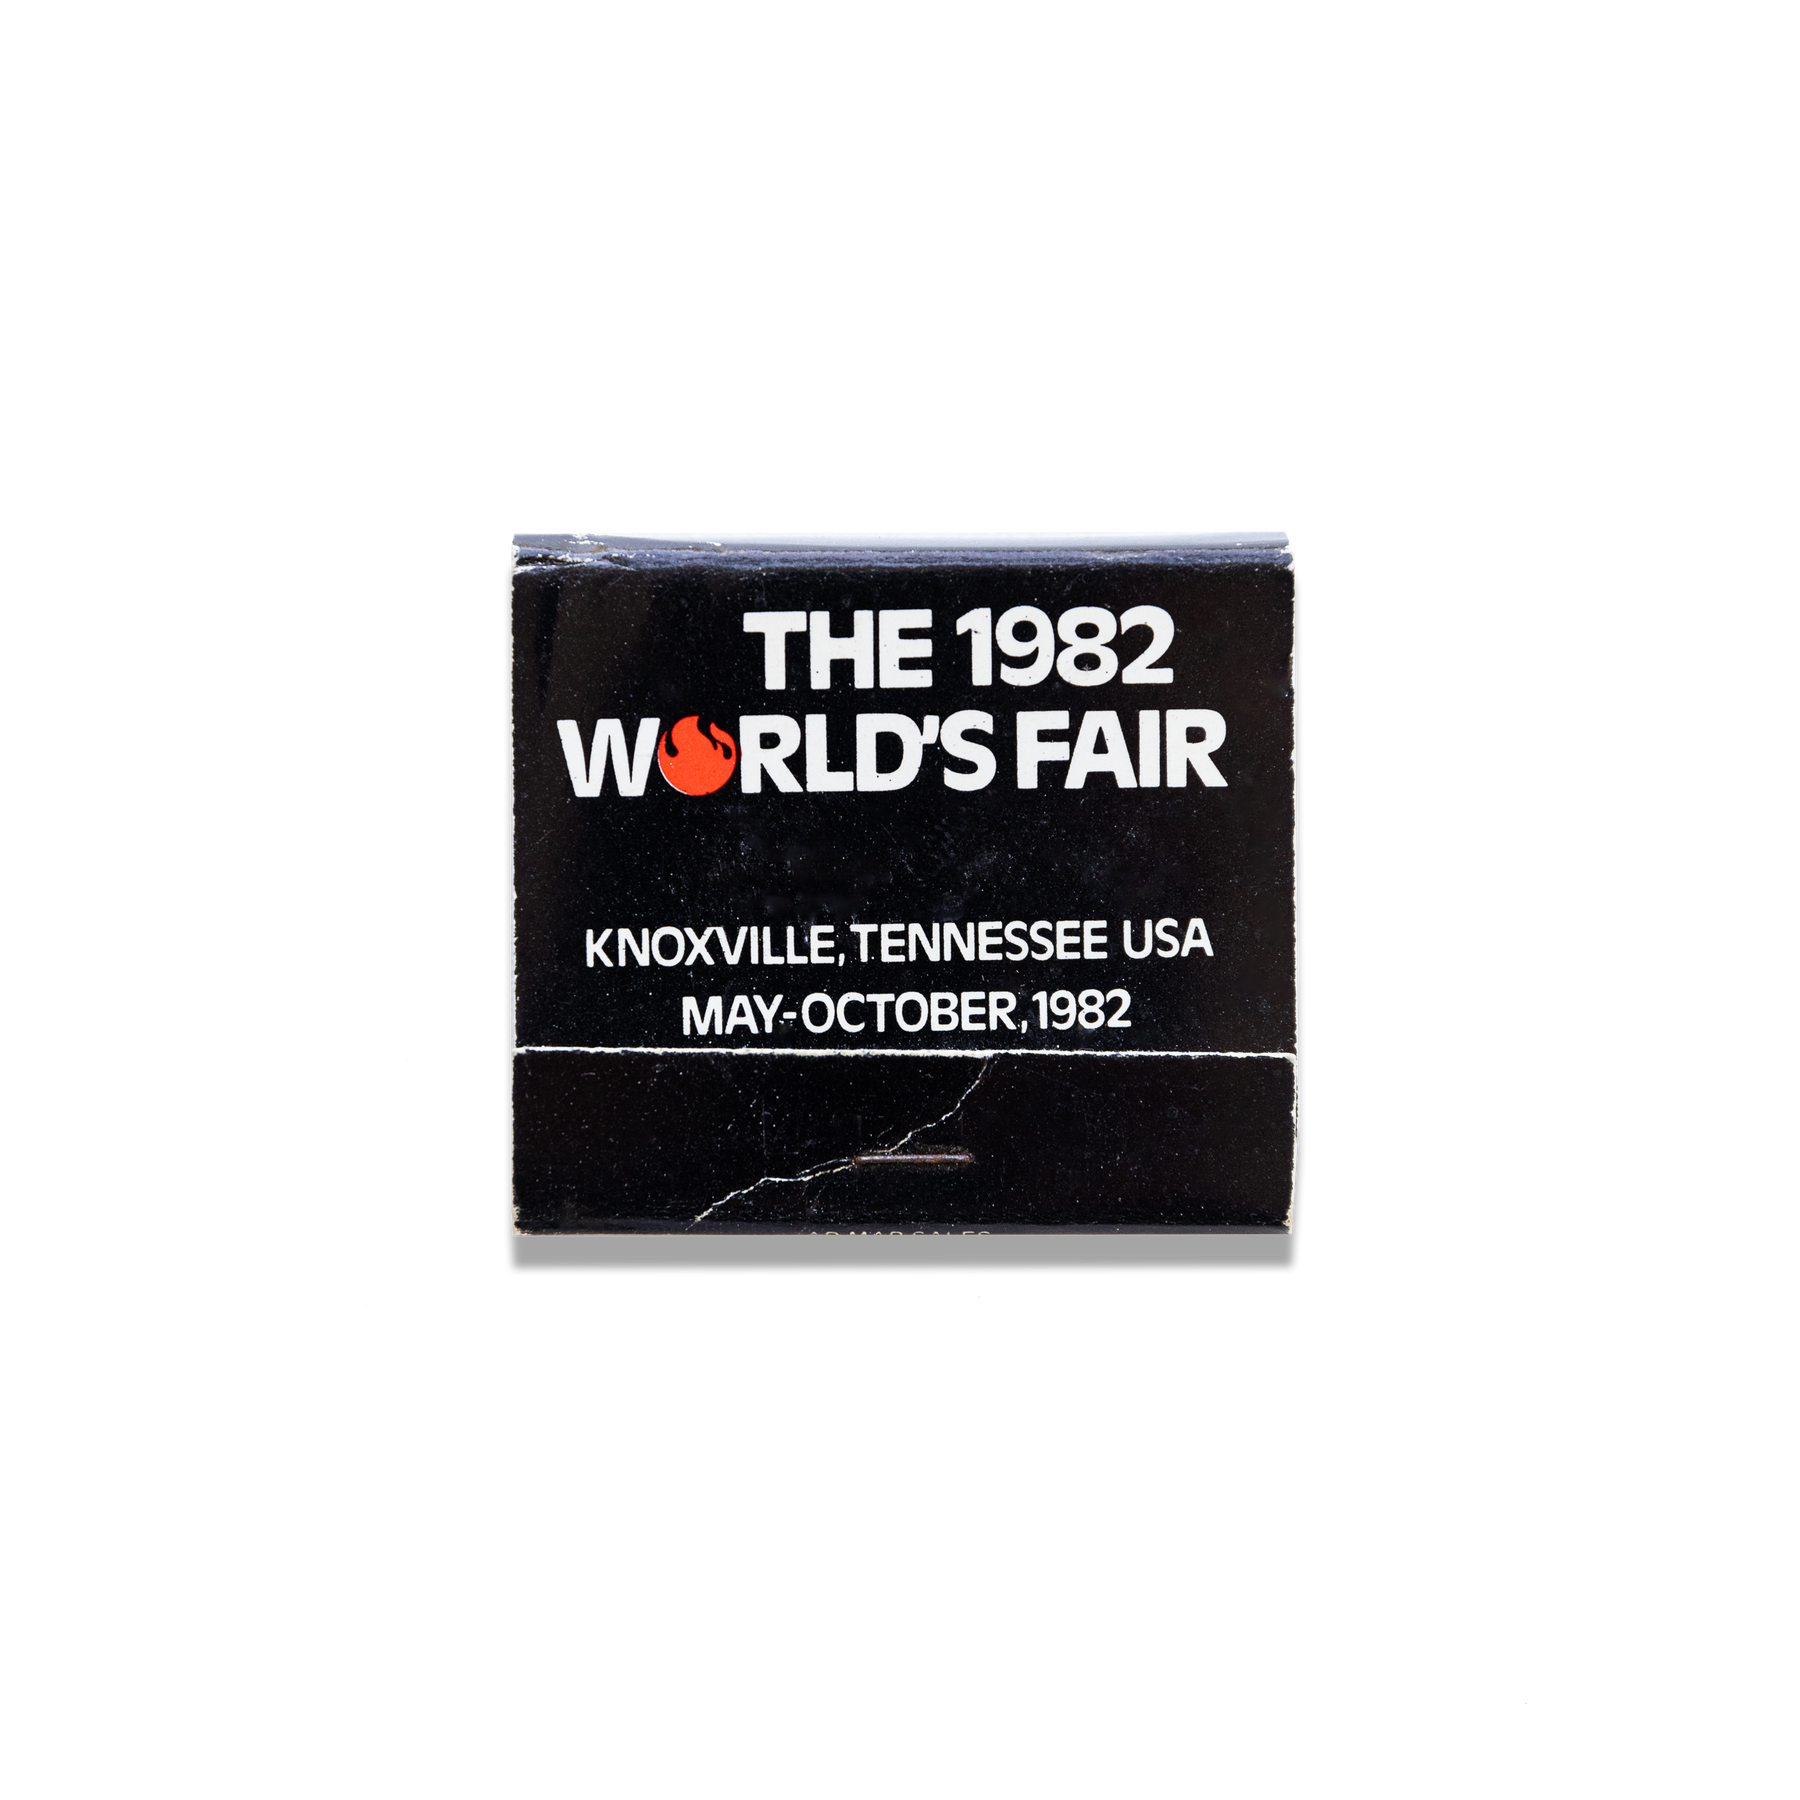 THE 1982
WORLD'S FAIR
KNOXVILLE, TENNESSEE USA
MAY-OCTOBER, 1982